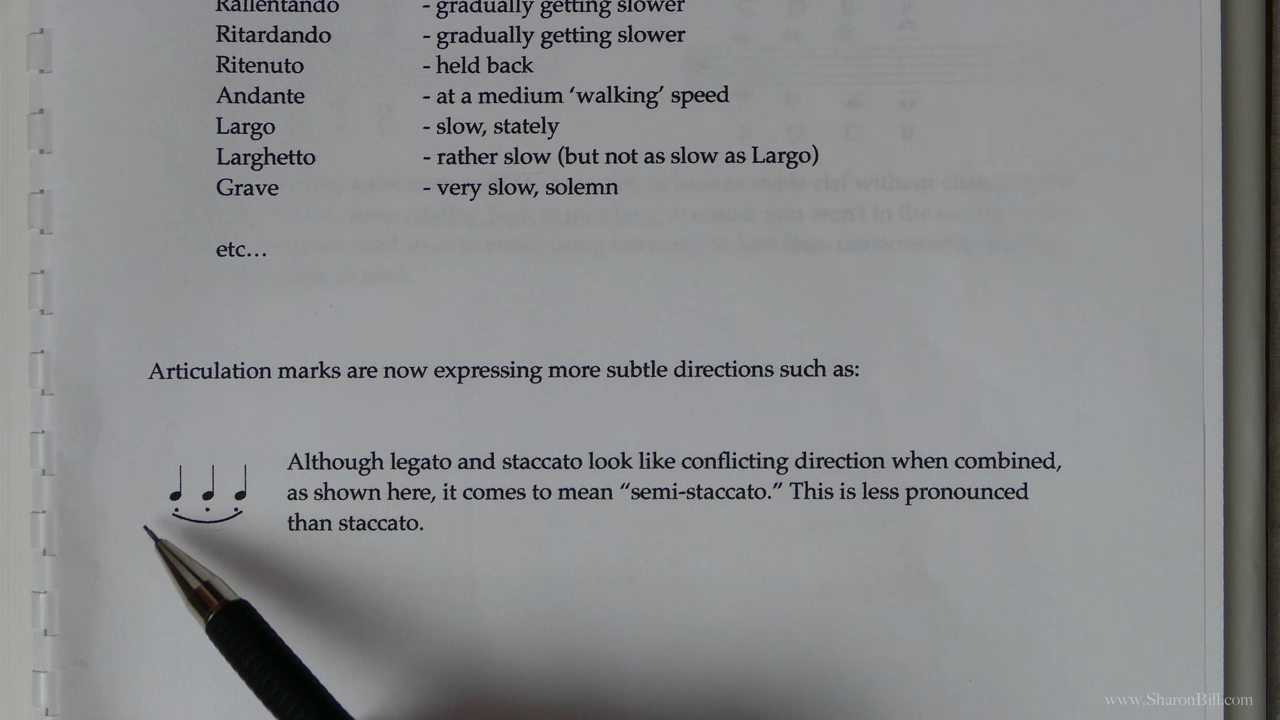 Rallentando - gradually getting slower
Ritardando - gradually getting slower
Ritenuto - held back
Andante - at a medium ‘walking’ speed
Largo - slow, stately
Larghetto - rather slow (but not as slow as Largo)
Grave - very slow, solemn
etc…
Articulation marks are now expressing more subtle directions such as:
Although legato and staccato look like conflicting direction when combined,
as shown here, it comes to mean “semi-staccato.” This is less pronounced
than staccato.
www.SharonBill.com